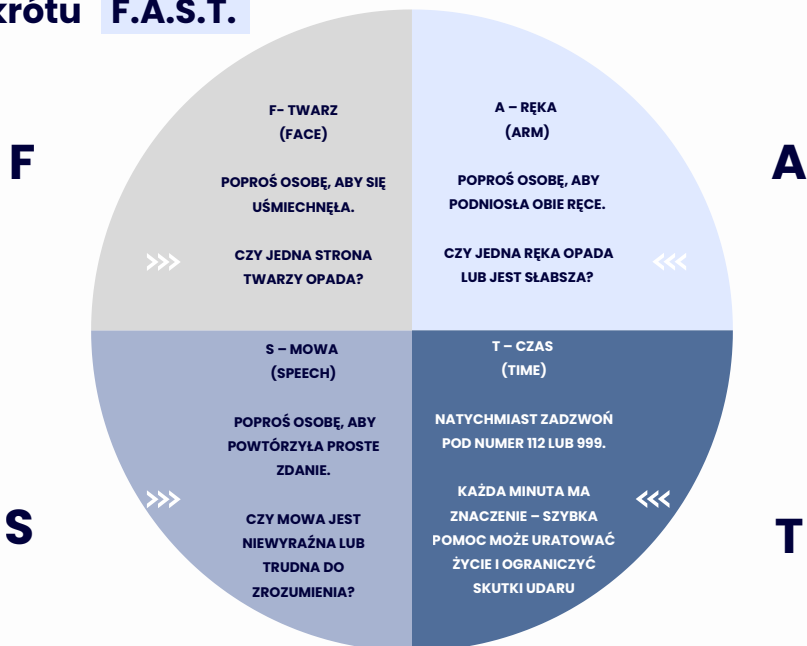 krótu F.A.S.T.
F
F- TWARZ
(FACE)
POPROŚ OSOBĘ, ABY SIĘ
UŚMIECHNĘŁA.
CZY JEDNA STRONA
TWARZY OPADA?
A – RĘKA
(ARM)
POPROŚ OSOBĘ, ABY
PODNIOSŁA OBIE RĘCE.
CZY JEDNA RĘKA OPADA
LUB JEST SŁABSZA?
A
S
S – MOWA
(SPEECH)
POPROŚ OSOBĘ, ABY
POWTÓRZYŁA PROSTE
ZDANIE.
CZY MOWA JEST
NIEWYRAŹNA LUB
TRUDNA DO
ZROZUMIENIA?
T – CZAS
(TIME)
NATYCHMIAST ZADZWOŃ
POD NUMER 112 LUB 999.
KAŻDA MINUTA MA
ZNACZENIE – SZYBKA
POMOC MOŻE URATOWAĆ
ŻYCIE I OGRANICZYĆ
SKUTKI UDARU
T